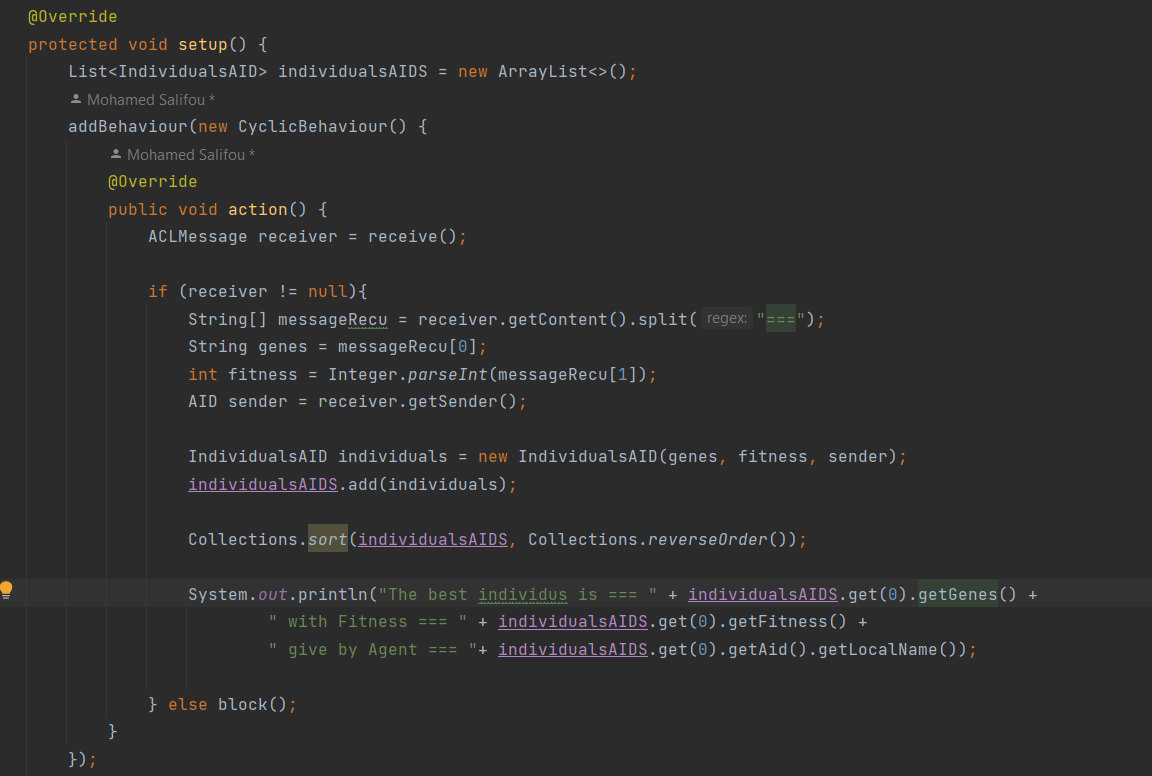 @Override
protected void setup() {
List<IndividualsAID> individualsAIDS = new ArrayList<>();
Mohamed Salifou *
addBehaviour(new CyclicBehaviour() {
Mohamed Salifou *
@Override
public void action() {
ACLMessage receiver = receive();
if (receiver != null){
String[] messageRecu = receiver.getContent().split( regex: "===");
String genes = messageRecu[0];
int fitness = Integer.parseInt(messageRecu[1]);
AID sender = receiver.getSender();
IndividualsAID individuals = new IndividualsAID(genes, fitness, sender);
individualsAIDS.add(individuals);
Collections.sort(individualsAIDS, Collections.reverseOrder());
System.out.println("The best individus is === " + individualsAIDS.get(0).getGenes() +
" with Fitness === " + individualsAIDS.get(0).getFitness() +
" give by Agent === "+ individualsAIDS.get(0).getAid().getLocalName());
} else block();
}
});